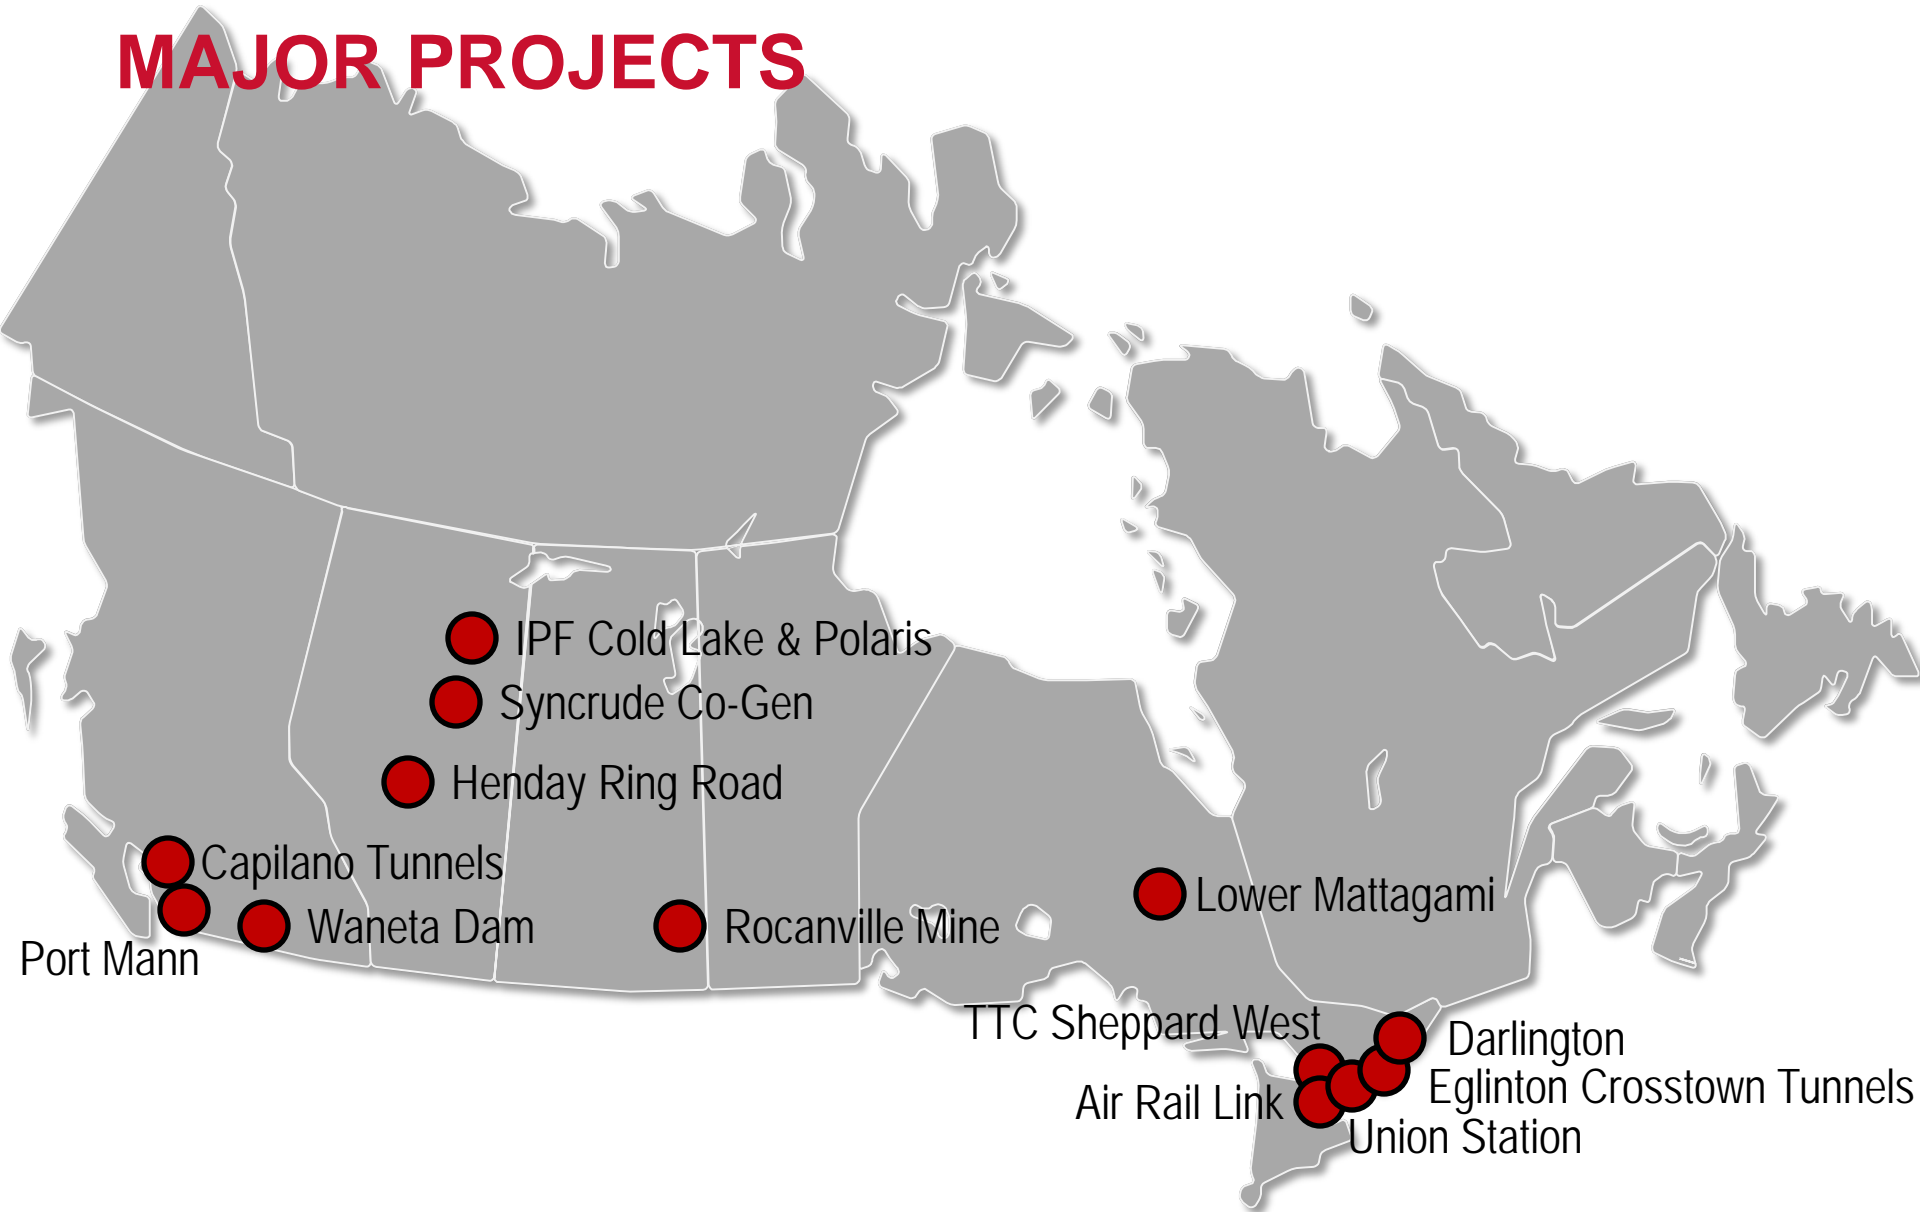 MAJOR PROJECTS
IPF Cold Lake & Polaris
Syncrude Co-Gen
Henday Ring Road
Capilano Tunnels
Waneta Dam
Port Mann
Rocanville Mine
Lower Mattagami
TTC Sheppard West
Darlington
Air Rail Link
Eglinton Crosstown Tunnels
Union Station